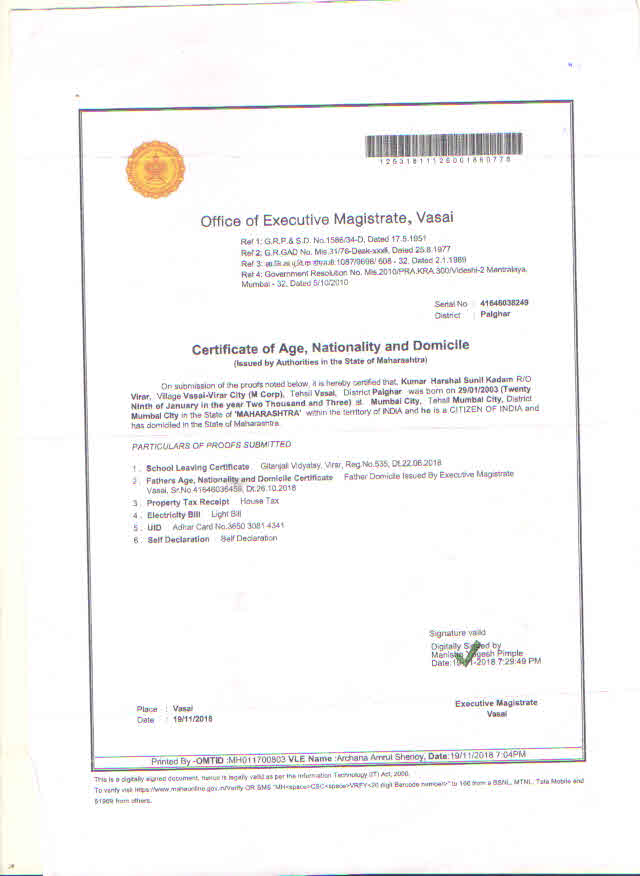 12531811126001860778
Office of Executive Magistrate, Vasai
Ref 1: G.R.P.& S.D. No.1586/34-D, Dated 17.5.1951
Ref 2: G.R.GAD No. Mis.31/76-Desk-xxxii, Dated 25.8.1977
Ref 3: 1087/9698/ 608 - 32, Dated 2.1.1989
Ref 4: Government Resolution No. Mis.2010/PRA.KRA.300/Videshi-2 Mantralaya,
Mumbai - 32, Dated 5/10/2010
Serial No : 41646038249
District : Palghar
Certificate of Age, Nationality and Domicile
(Issued by Authorities in the State of Maharashtra)
On submission of the proofs noted below, it is hereby certified that, Kumar Harshal Sunil Kadam R/O
Virar, Village Vasai-Virar City (M Corp), Tehsil Vasai, District Palghar was born on 29/01/2003 (Twenty
Ninth of January in the year Two Thousand and Three) at Mumbai City, Tehsil Mumbai City, District
Mumbai City in the State of 'MAHARASHTRA' within the territory of INDIA and he is a CITIZEN OF INDIA and
has domiciled in the State of Maharashtra.
PARTICULARS OF PROOFS SUBMITTED
1 . School Leaving Certificate Gitanjali Vidyalay, Virar, Reg.No.535, Dt.22.06.2018
2 . Fathers Age, Nationality and Domicile Certificate Father Domicile Issued By Executive Magistrate
Vasai, Sr.No.41646036459, Dt.26.10.2018
3 . Property Tax Receipt House Tax
4 . Electricity Bill Light Bill
5 . UID Adhar Card No.3650 3081 4341
6 . Self Declaration Self Declaration
Signature valid
Digitally Signed by
Manisha Yogesh Pimple
Date:19/11/2018 7:29:49 PM
Executive Magistrate
Vasai
Place : Vasai
Date : 19/11/2018
Printed By -OMTID :MH011700803 VLE Name :Archana Amrut Shenoy, Date:19/11/2018 7:04PM
This is a digitally signed document, hence is legally valid as per the Information Technology (IT) Act, 2000.
To verify visit https://www.mahaonline.gov.in/Verify OR SMS "MH<space>CSC<space>VRFY<20 digit Barcode number>" to 166 from a BSNL, MTNL, Tata Mobile and
51969 from others.